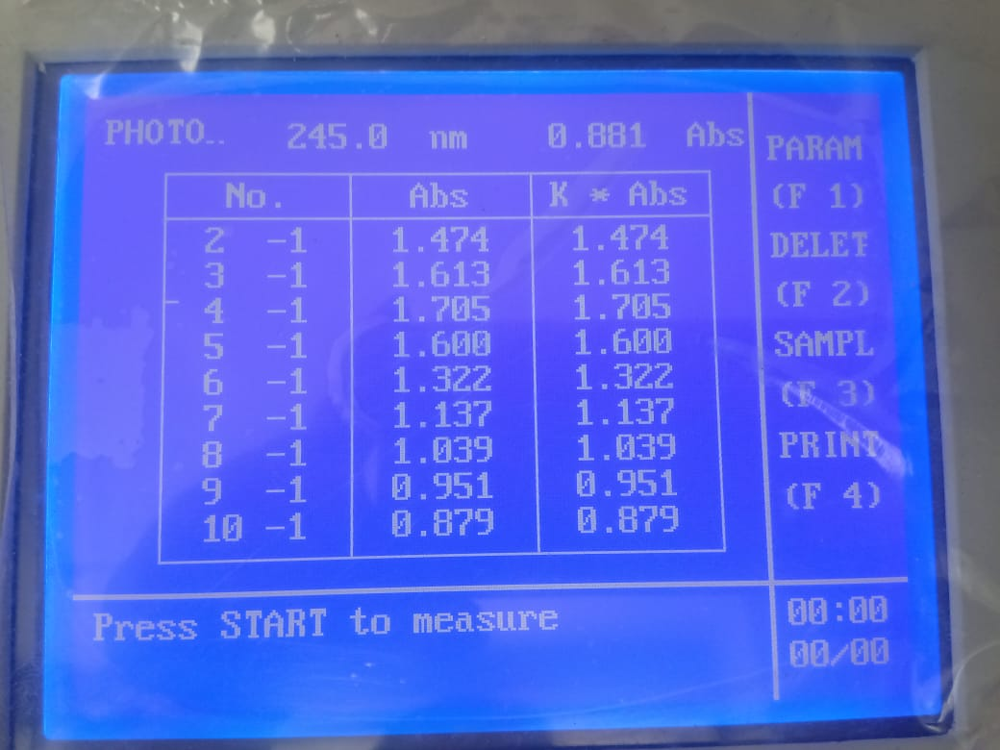 PHOTO.. 245.0 nm 0.881 Abs
No. Abs K * Abs
2 -1 1.474 1.474
3 -1 1.613 1.613
4 -1 1.705 1.705
5 -1 1.600 1.600
6 -1 1.322 1.322
7 -1 1.137 1.137
8 -1 1.039 1.039
9 -1 0.951 0.951
10 -1 0.879 0.879
PARAM
(F 1)
DELET
(F 2)
SAMPL
(F 3)
PRINT
(F 4)
Press START to measure
00:00
00/00